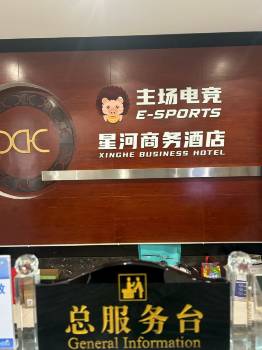 主场电竞
E-SPORTS
星河商务酒店
XINGHE BUSINESS HOTEL
总服务台
General Information